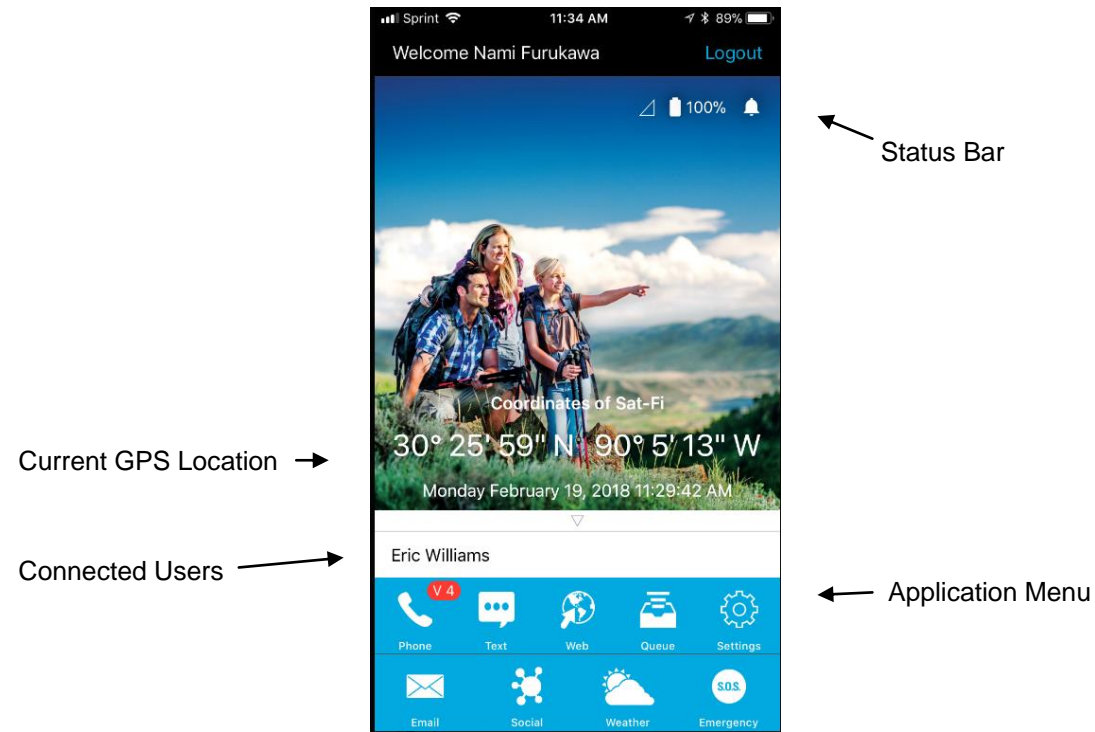 Sprint 11:34 AM 89%
Welcome Nami Furukawa Logout
100%
Status Bar
Coordinates of Sat-Fi
30° 25' 59" N 90° 5' 13" W
Current GPS Location
Monday February 19, 2018 11:29:42 AM
Eric Williams
Connected Users
V 4
Application Menu
Phone Text Web Queue Settings
S.O.S.
Email Social Weather Emergency